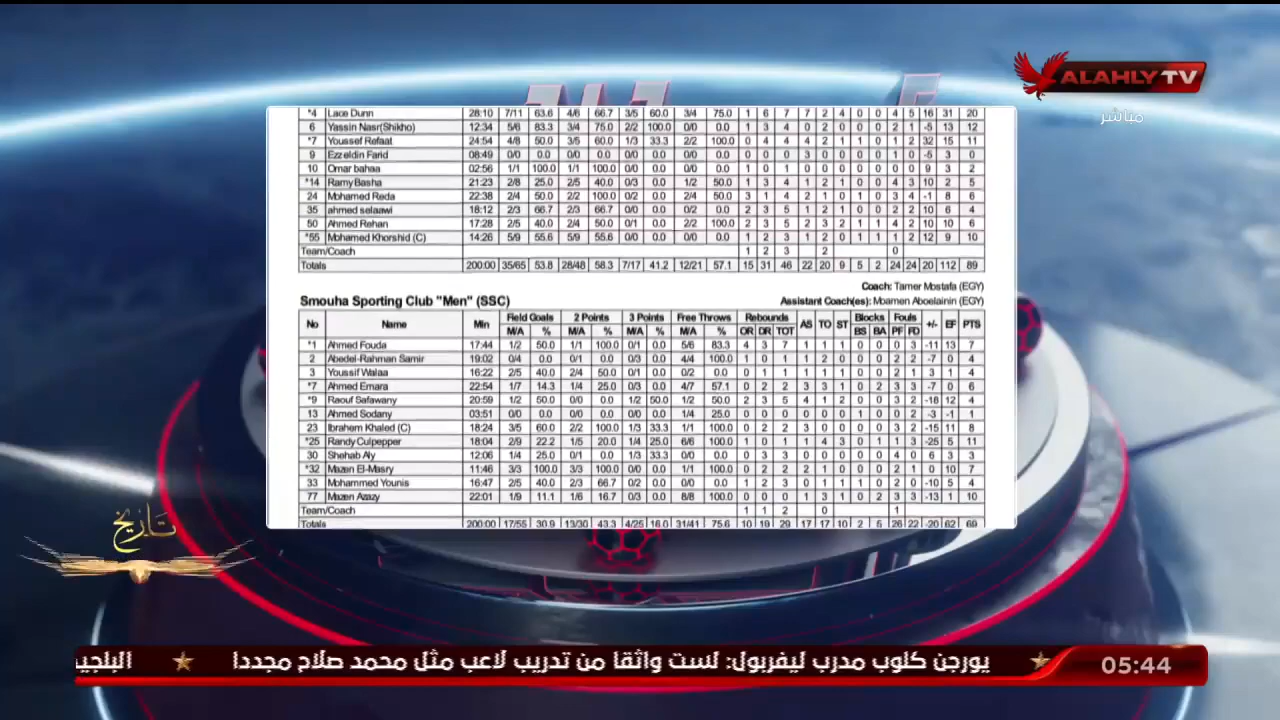 ALAHLY TV
مباشر
*4 Lace Dunn 28:10 7/11 63.6 4/6 66.7 3/5 60.0 3/4 75.0 1 6 7 7 2 4 0 0 4 5 16 31 20
6 Yassin Nasr(Shikho) 12:34 5/6 83.3 3/4 75.0 2/2 100.0 0/0 0.0 1 3 4 0 2 0 0 0 2 1 -5 13 12
*7 Youssef Refaat 24:54 4/8 50.0 3/5 60.0 1/3 33.3 2/2 100.0 0 4 4 4 2 1 1 0 1 2 32 15 11
9 Ezzeldin Farid 08:49 0/0 0.0 0/0 0.0 0/0 0.0 0/0 0.0 0 0 0 3 0 0 0 0 1 0 -5 3 0
10 Omar bahaa 02:56 1/1 100.0 1/1 100.0 0/0 0.0 0/0 0.0 1 0 1 0 0 0 0 0 0 0 9 3 2
*14 Ramy Basha 21:23 2/8 25.0 2/5 40.0 0/3 0.0 1/2 50.0 1 3 4 1 2 1 0 0 4 3 10 2 5
24 Mohamed Reda 22:38 2/4 50.0 2/2 100.0 0/2 0.0 2/4 50.0 3 1 4 2 1 0 1 0 3 4 -1 8 6
35 ahmed selaawi 18:12 2/3 66.7 2/3 66.7 0/0 0.0 0/2 0.0 2 3 5 1 2 1 0 0 2 2 10 6 4
50 Ahmed Rehan 17:28 2/5 40.0 2/4 50.0 0/1 0.0 2/2 100.0 2 3 5 2 3 2 1 0 4 2 10 10 6
*55 Mohamed Khorshid (C) 14:26 5/9 55.6 5/9 55.6 0/0 0.0 0/0 0.0 1 2 3 1 2 0 1 1 1 2 12 9 10
Team/Coach 1 2 3 2 0
Totals 200:00 35/65 53.8 28/48 58.3 7/17 41.2 12/21 57.1 15 31 46 22 20 9 5 2 24 24 20 112 89
Coach: Tamer Mostafa (EGY)
Smouha Sporting Club "Men" (SSC) Assistant Coach(es): Moamen Aboelainin (EGY)
No Name Min Field Goals 2 Points 3 Points Free Throws Rebounds AS TO ST Blocks Fouls +/- EF PTS
M/A % M/A % M/A % M/A % OR DR TOT BS BA PF FD
*1 Ahmed Fouda 17:44 1/2 50.0 1/1 100.0 0/1 0.0 5/6 83.3 4 3 7 1 1 1 0 0 0 3 -11 13 7
2 Abedel-Rahman Samir 19:02 0/4 0.0 0/1 0.0 0/3 0.0 4/4 100.0 1 0 1 1 2 0 0 0 2 2 -7 0 4
3 Youssif Walaa 16:22 2/5 40.0 2/4 50.0 0/1 0.0 0/2 0.0 0 1 1 1 1 1 0 0 2 1 3 1 4
*7 Ahmed Emara 22:54 1/7 14.3 1/4 25.0 0/3 0.0 4/7 57.1 0 2 2 3 3 1 0 2 3 3 -7 0 6
*9 Raouf Safawany 20:59 1/2 50.0 0/0 0.0 1/2 50.0 1/2 50.0 2 3 5 4 1 2 0 0 3 2 -18 12 4
13 Ahmed Sodany 03:51 0/0 0.0 0/0 0.0 0/0 0.0 1/4 25.0 0 0 0 0 0 0 1 0 0 2 -3 -1 1
23 Ibrahem Khaled (C) 18:24 3/5 60.0 2/2 100.0 1/3 33.3 1/1 100.0 0 2 2 4 1 0 0 0 2 2 -15 11 8
*25 Randy Culpepper 18:04 2/9 22.2 1/5 20.0 1/4 25.0 6/6 100.0 1 0 1 1 4 3 0 1 1 3 -25 5 11
30 Shehab Aly 12:06 1/4 25.0 0/1 0.0 1/3 33.3 0/0 0.0 0 3 3 0 0 0 0 0 4 0 6 3 3
*32 Mazen El-Masry 11:46 3/3 100.0 3/3 100.0 0/0 0.0 1/1 100.0 0 2 2 2 1 0 0 0 2 1 0 10 7
33 Mohammed Younis 16:47 2/5 40.0 2/3 66.7 0/2 0.0 0/0 0.0 1 2 3 0 1 1 1 0 2 0 -10 5 4
77 Mazen Azazy 22:01 1/9 11.1 1/6 16.7 0/3 0.0 8/8 100.0 0 0 0 0 1 3 1 0 2 3 3 -13 1 10
Team/Coach 1 1 2 0 1
Totals 200:00 17/55 30.9 13/30 43.3 4/25 16.0 31/41 75.6 10 19 29 17 17 10 2 5 26 22 -20 62 69
تاريخ
يورجن كلوب مدرب ليفربول: لست واثقا من تدريب لاعب مثل محمد صلاح مجددا ★ البلجيد
05:44